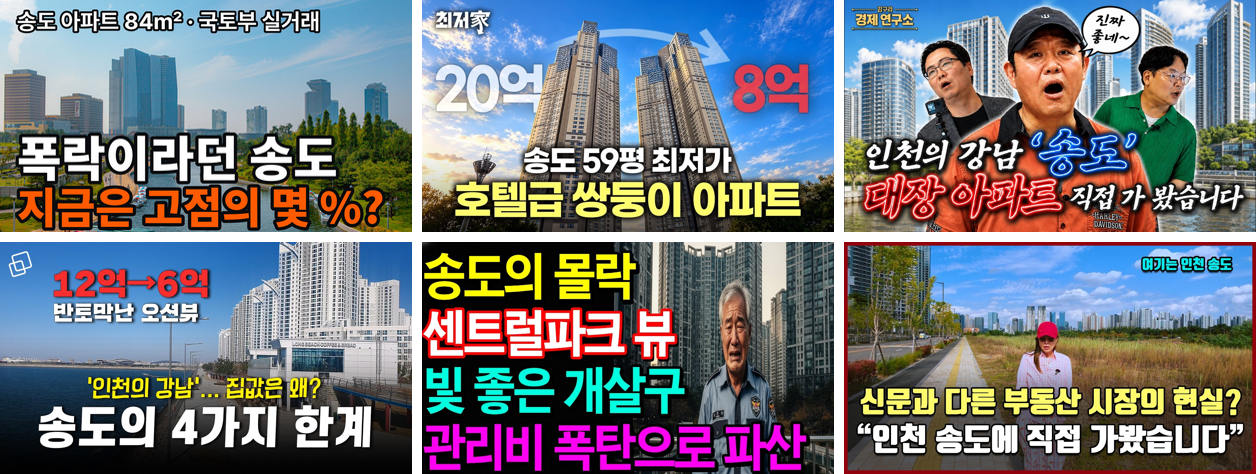 송도 아파트 84m² · 국토부 실거래
폭락이라던 송도
지금은 고점의 몇 %?
최저家
20억
8억
송도 59평 최저가
호텔급 쌍둥이 아파트
경제 연구소
진짜
좋네~
인천의 강남 '송도'
대장 아파트 직접 가 봤습니다
HARLEY-
DAVIDSON
12억→6억
반토막난 오션뷰
'인천의 강남'... 집값은 왜?
송도의 4가지 한계
송도의 몰락
센트럴파크 뷰
빛 좋은 개살구
관리비 폭탄으로 파산
여기는 인천 송도
신문과 다른 부동산 시장의 현실?
“인천 송도에 직접 가봤습니다”